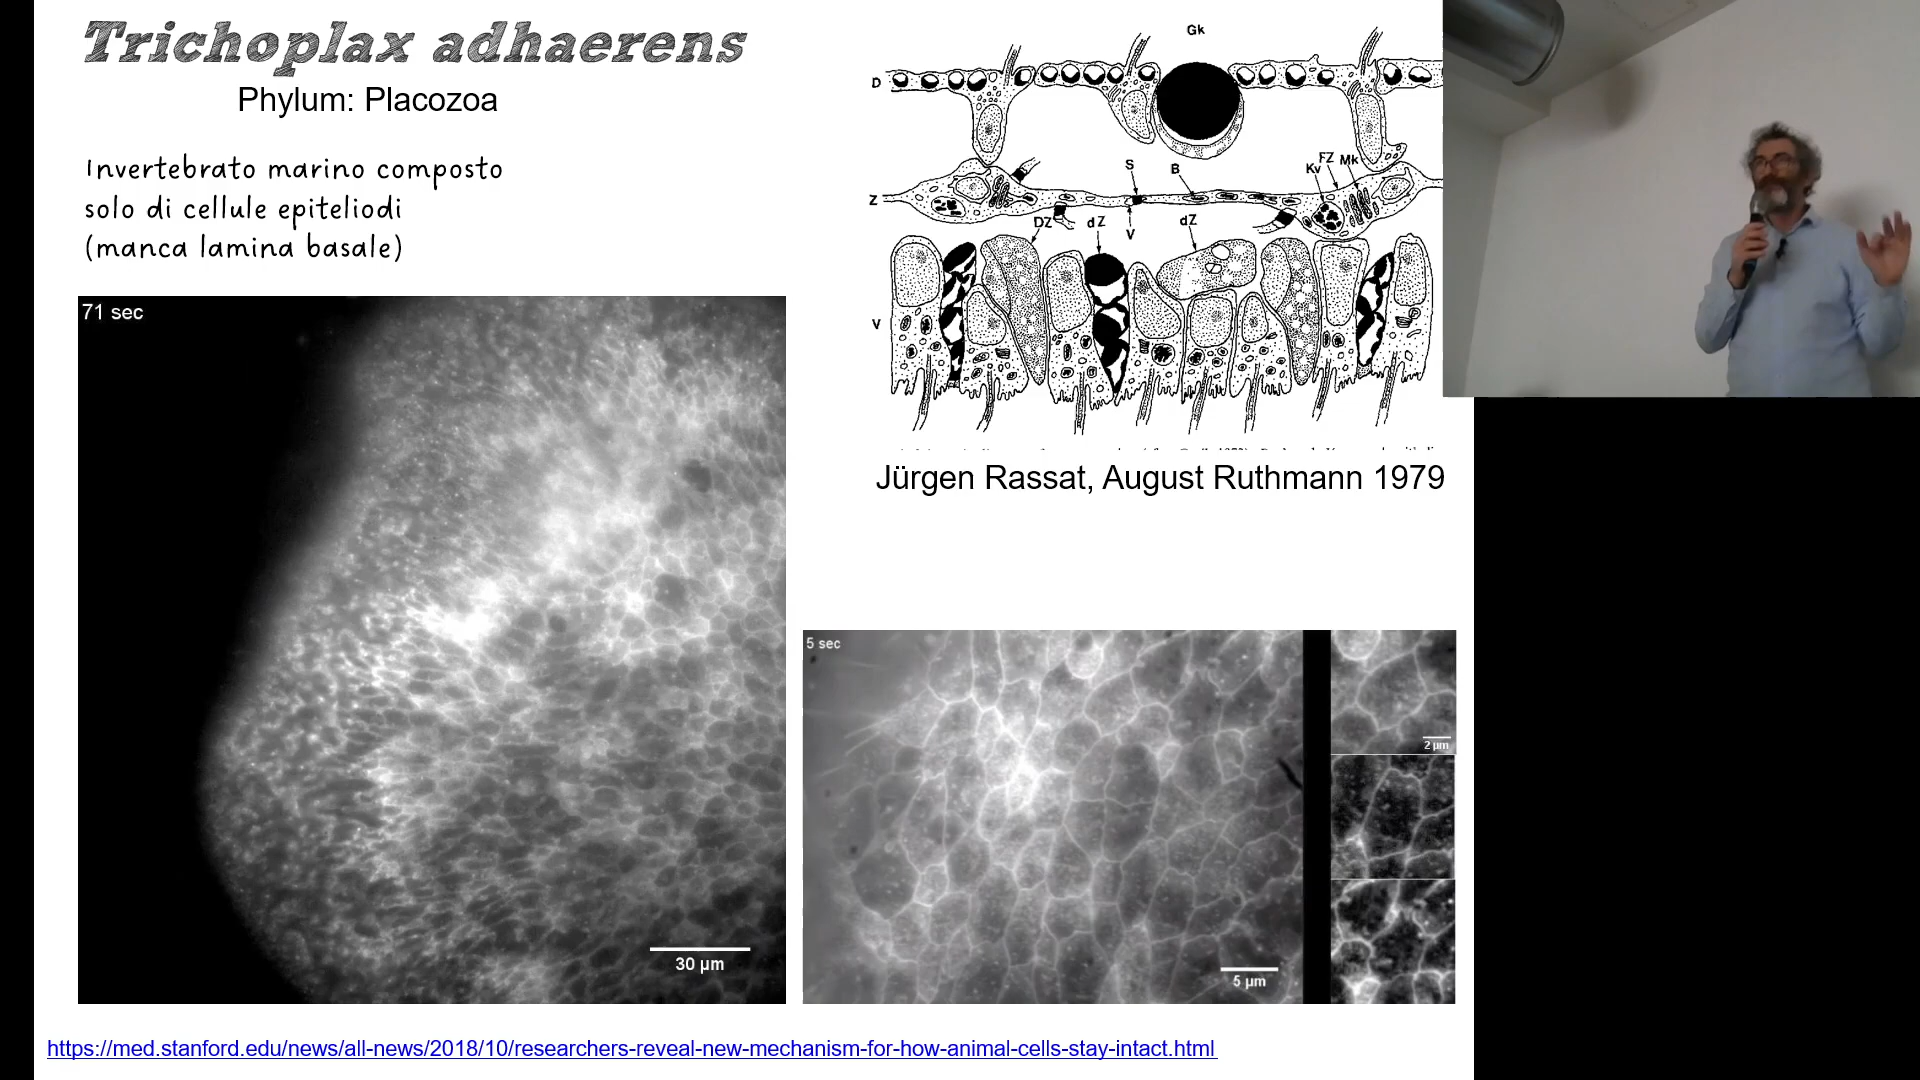 Trichoplax adhaerens
Phylum: Placozoa
Invertebrato marino composto
solo di cellule epiteliodi
(manca lamina basale)
71 sec
30 µm
Gk
D
S
B
Kv
FZ
Mk
Z
DZ
dZ
V
dZ
V
Jürgen Rassat, August Ruthmann 1979
5 sec
2 µm
5 µm
https://med.stanford.edu/news/all-news/2018/10/researchers-reveal-new-mechanism-for-how-animal-cells-stay-intact.html